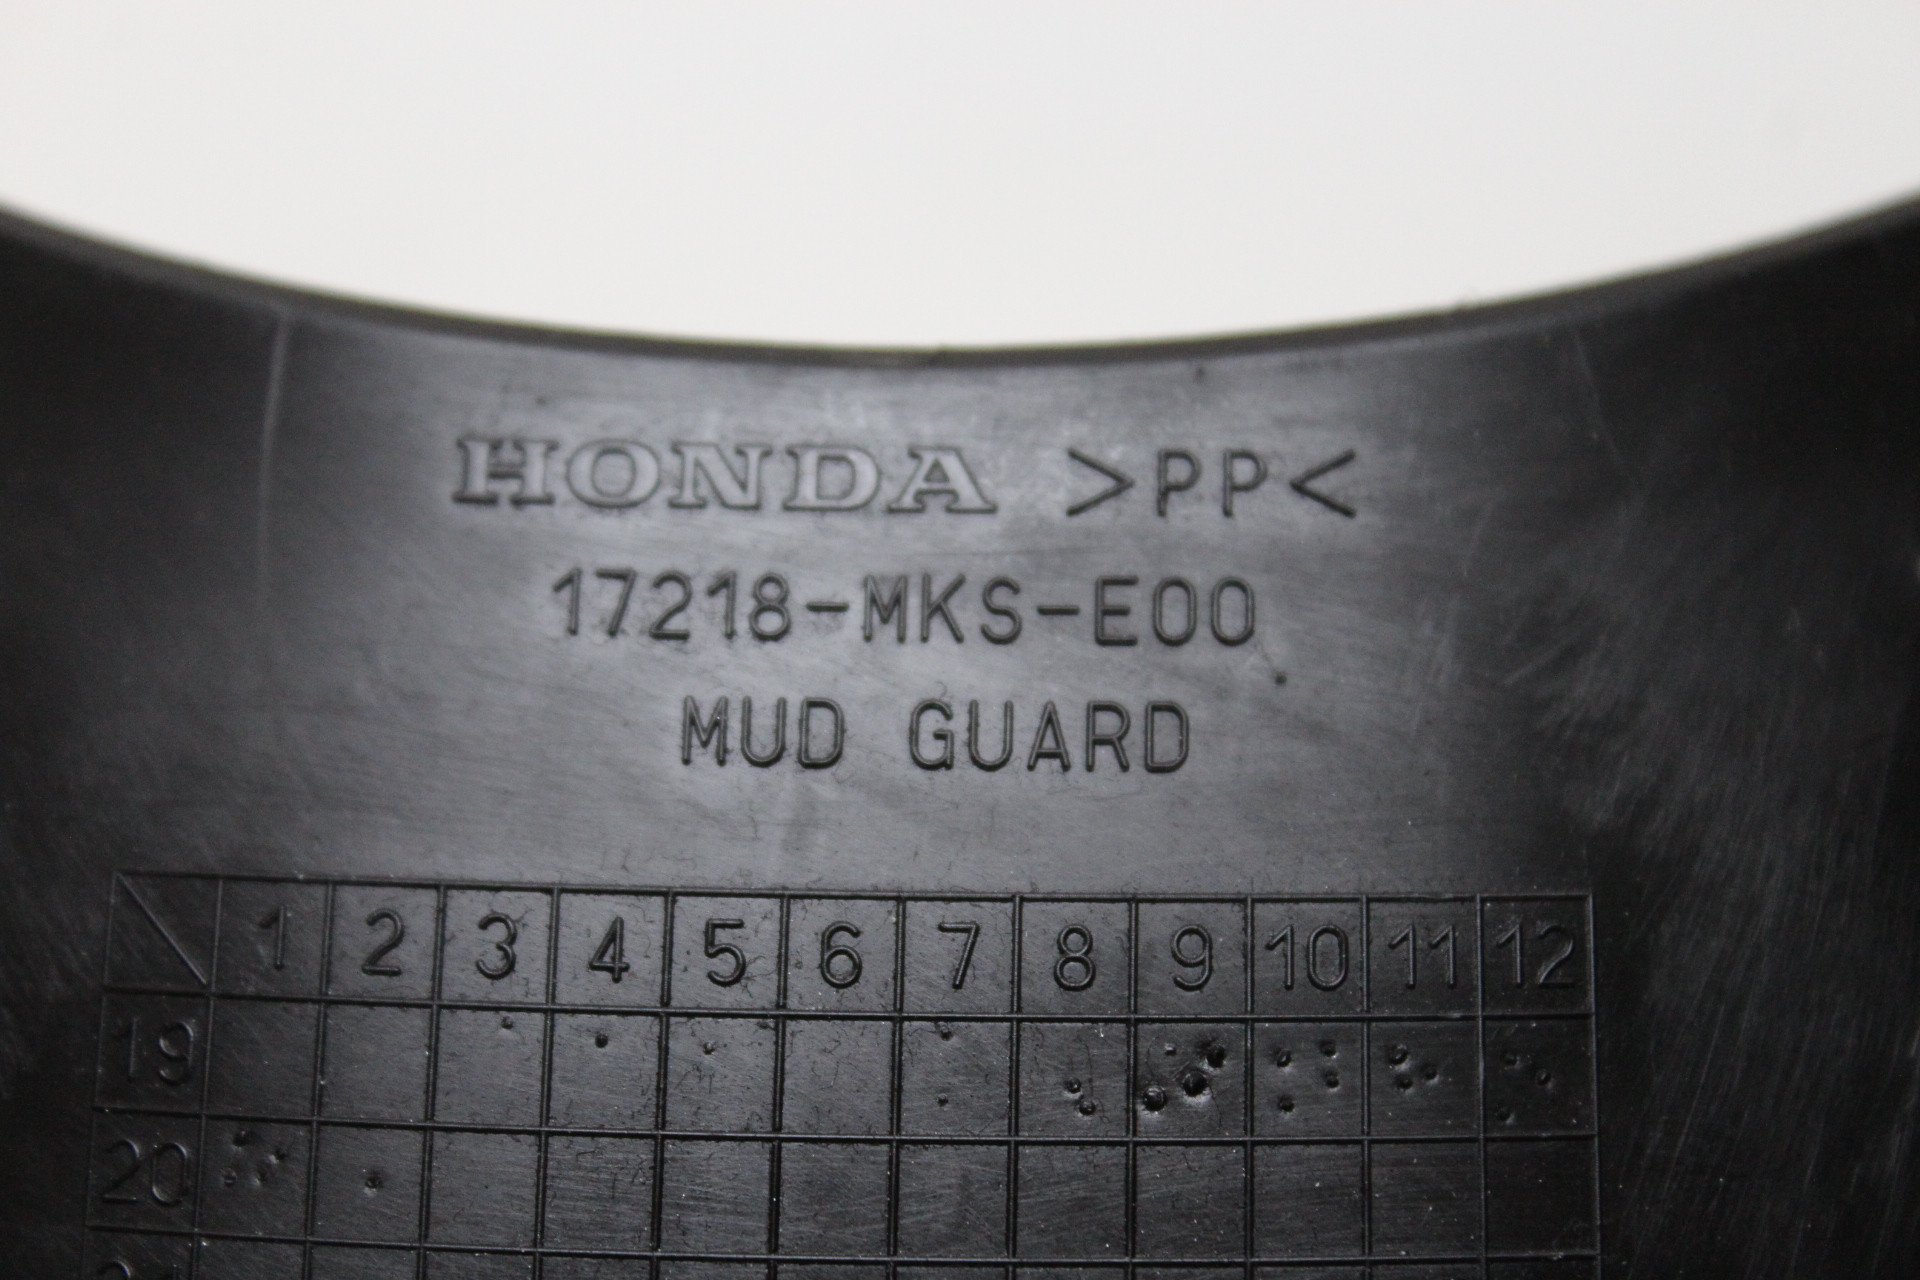 HONDA >PP<
17218-MKS-E00
MUD GUARD
1 2 3 4 5 6 7 8 9 10 11 12
19
20